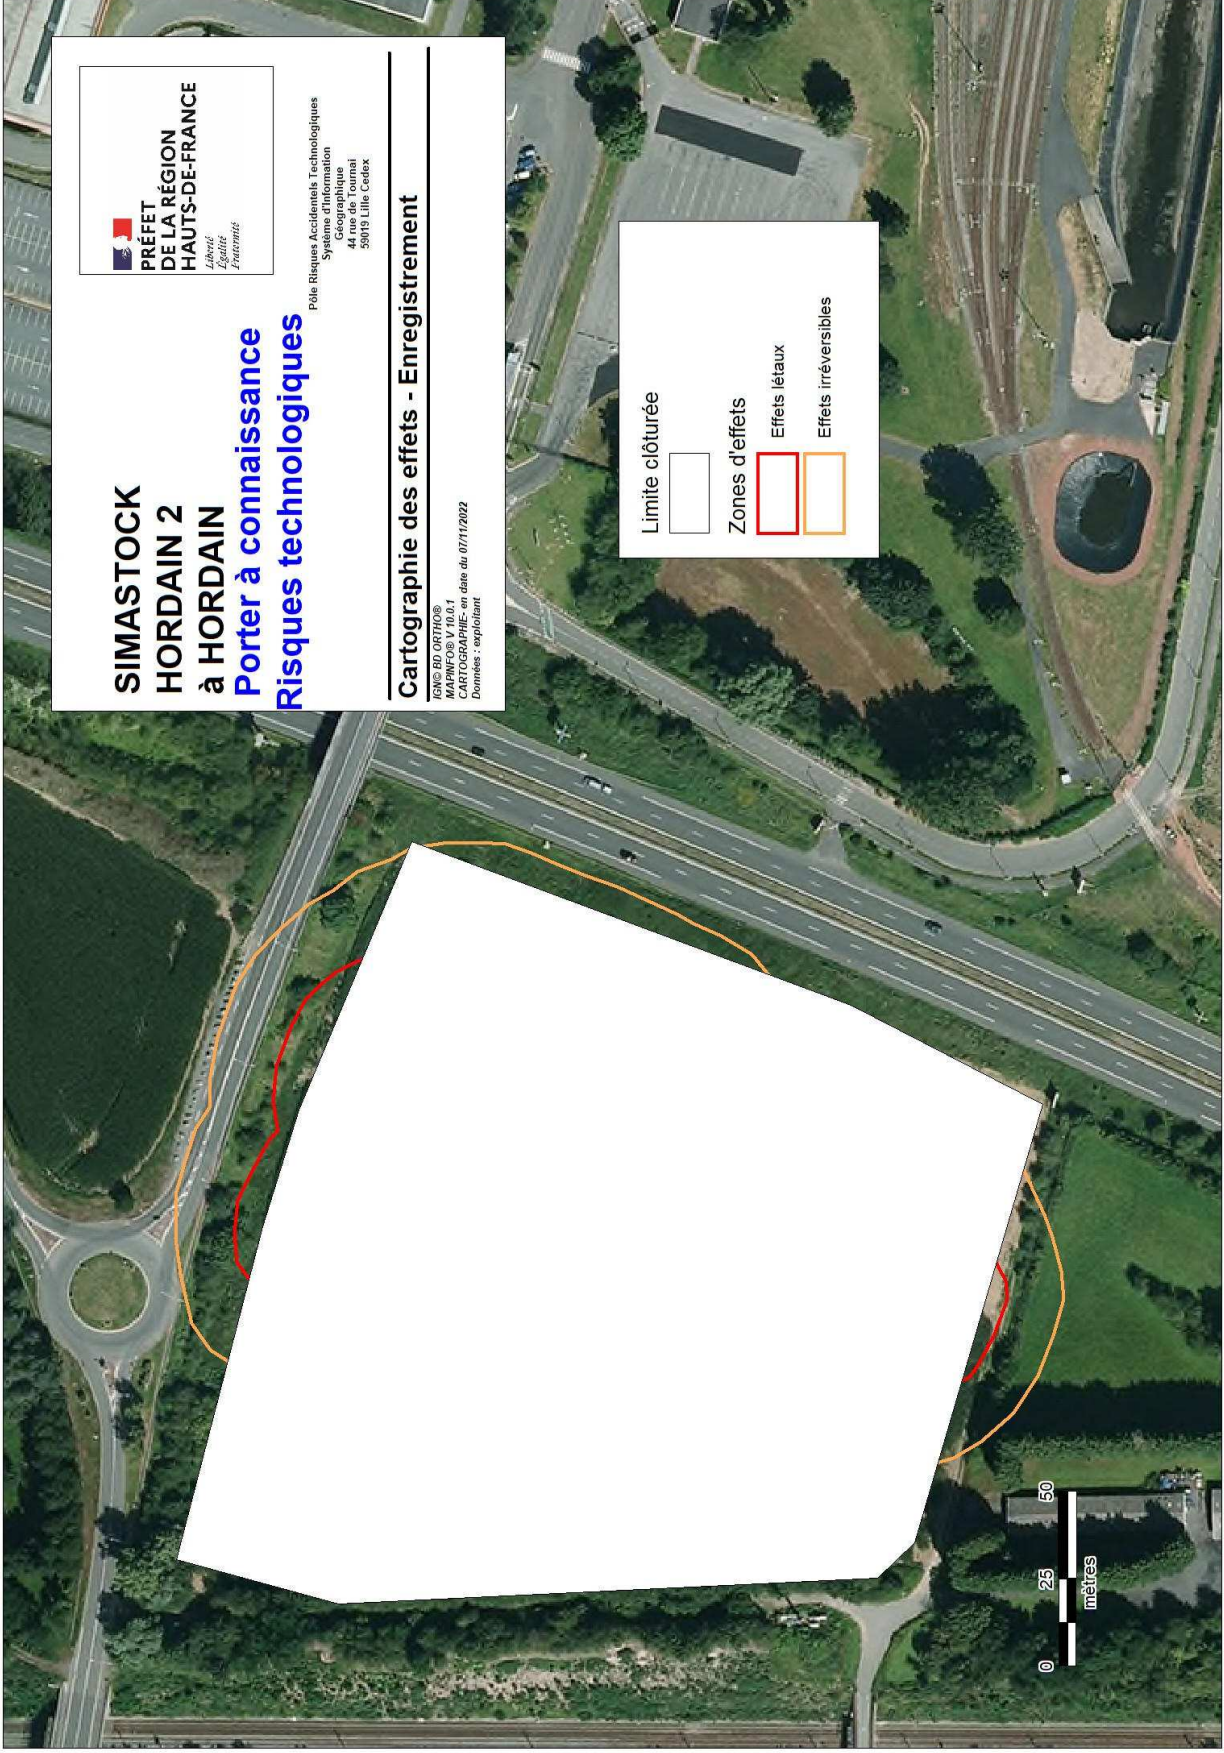 SIMASTOCK
HORDAIN 2
à HORDAIN
Porter à connaissance
Risques technologiques
PRÉFET
DE LA RÉGION
HAUTS-DE-FRANCE
Liberté
Égalité
Fraternité
Pôle Risques Accidentels Technologiques
Système d'Information
Géographique
44 rue de Tournai
59019 Lille Cedex
Cartographie des effets - Enregistrement
IGN© BD ORTHO®
MAPINFO® V 10.0.1
CARTOGRAPHIE- en date du 07/11/2022
Données : exploitant
Limite clôturée
Zones d'effets
Effets létaux
Effets irréversibles
0 25 50
mètres